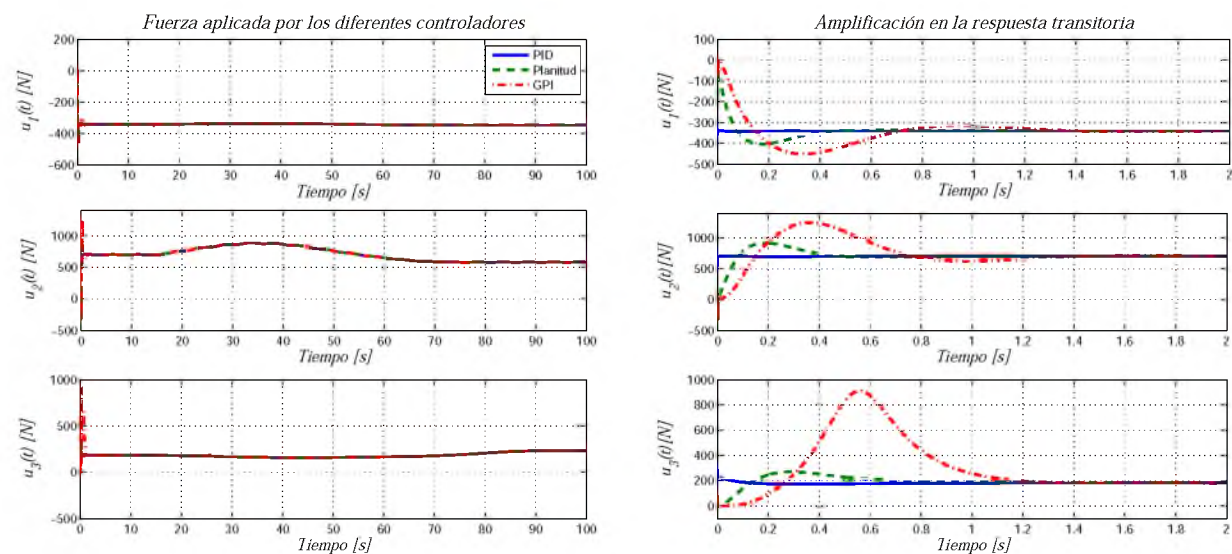 Fuerza aplicada por los diferentes controladores
200
0
−200
−400
−600
u1(t) [N]
PID
Planitud
GPI
0 10 20 30 40 50 60 70 80 90 100
Tiempo [s]
1000
500
0
−500
u2(t) [N]
0 10 20 30 40 50 60 70 80 90 100
Tiempo [s]
1000
500
0
−500
u3(t) [N]
0 10 20 30 40 50 60 70 80 90 100
Tiempo [s]
Amplificación en la respuesta transitoria
100
0
−100
−200
−300
−400
−500
u1(t)[N]
0 0.2 0.4 0.6 0.8 1 1.2 1.4 1.6 1.8 2
Tiempo [s]
1000
500
0
−500
u2(t)[N]
0 0.2 0.4 0.6 0.8 1 1.2 1.4 1.6 1.8 2
Tiempo [s]
1000
800
600
400
200
0
u3(t)[N]
0 0.2 0.4 0.6 0.8 1 1.2 1.4 1.6 1.8 2
Tiempo [s]